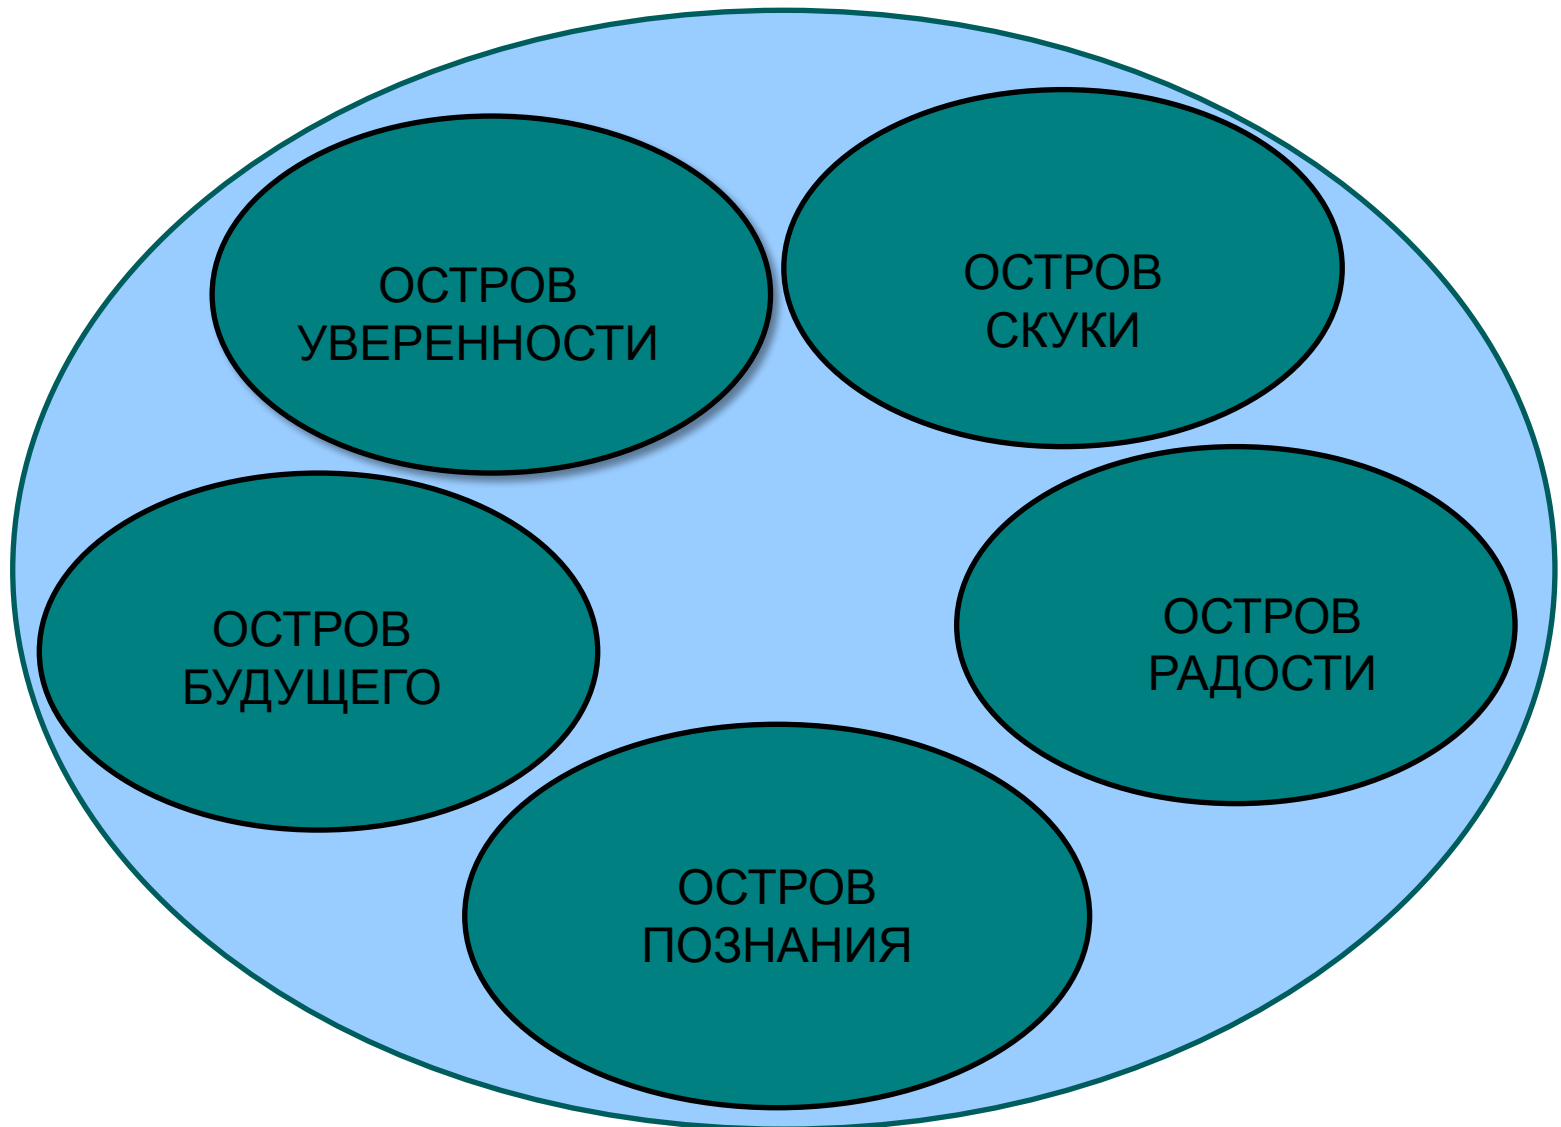 ОСТРОВ
УВЕРЕННОСТИ
ОСТРОВ
СКУКИ
ОСТРОВ
БУДУЩЕГО
ОСТРОВ
РАДОСТИ
ОСТРОВ
ПОЗНАНИЯ